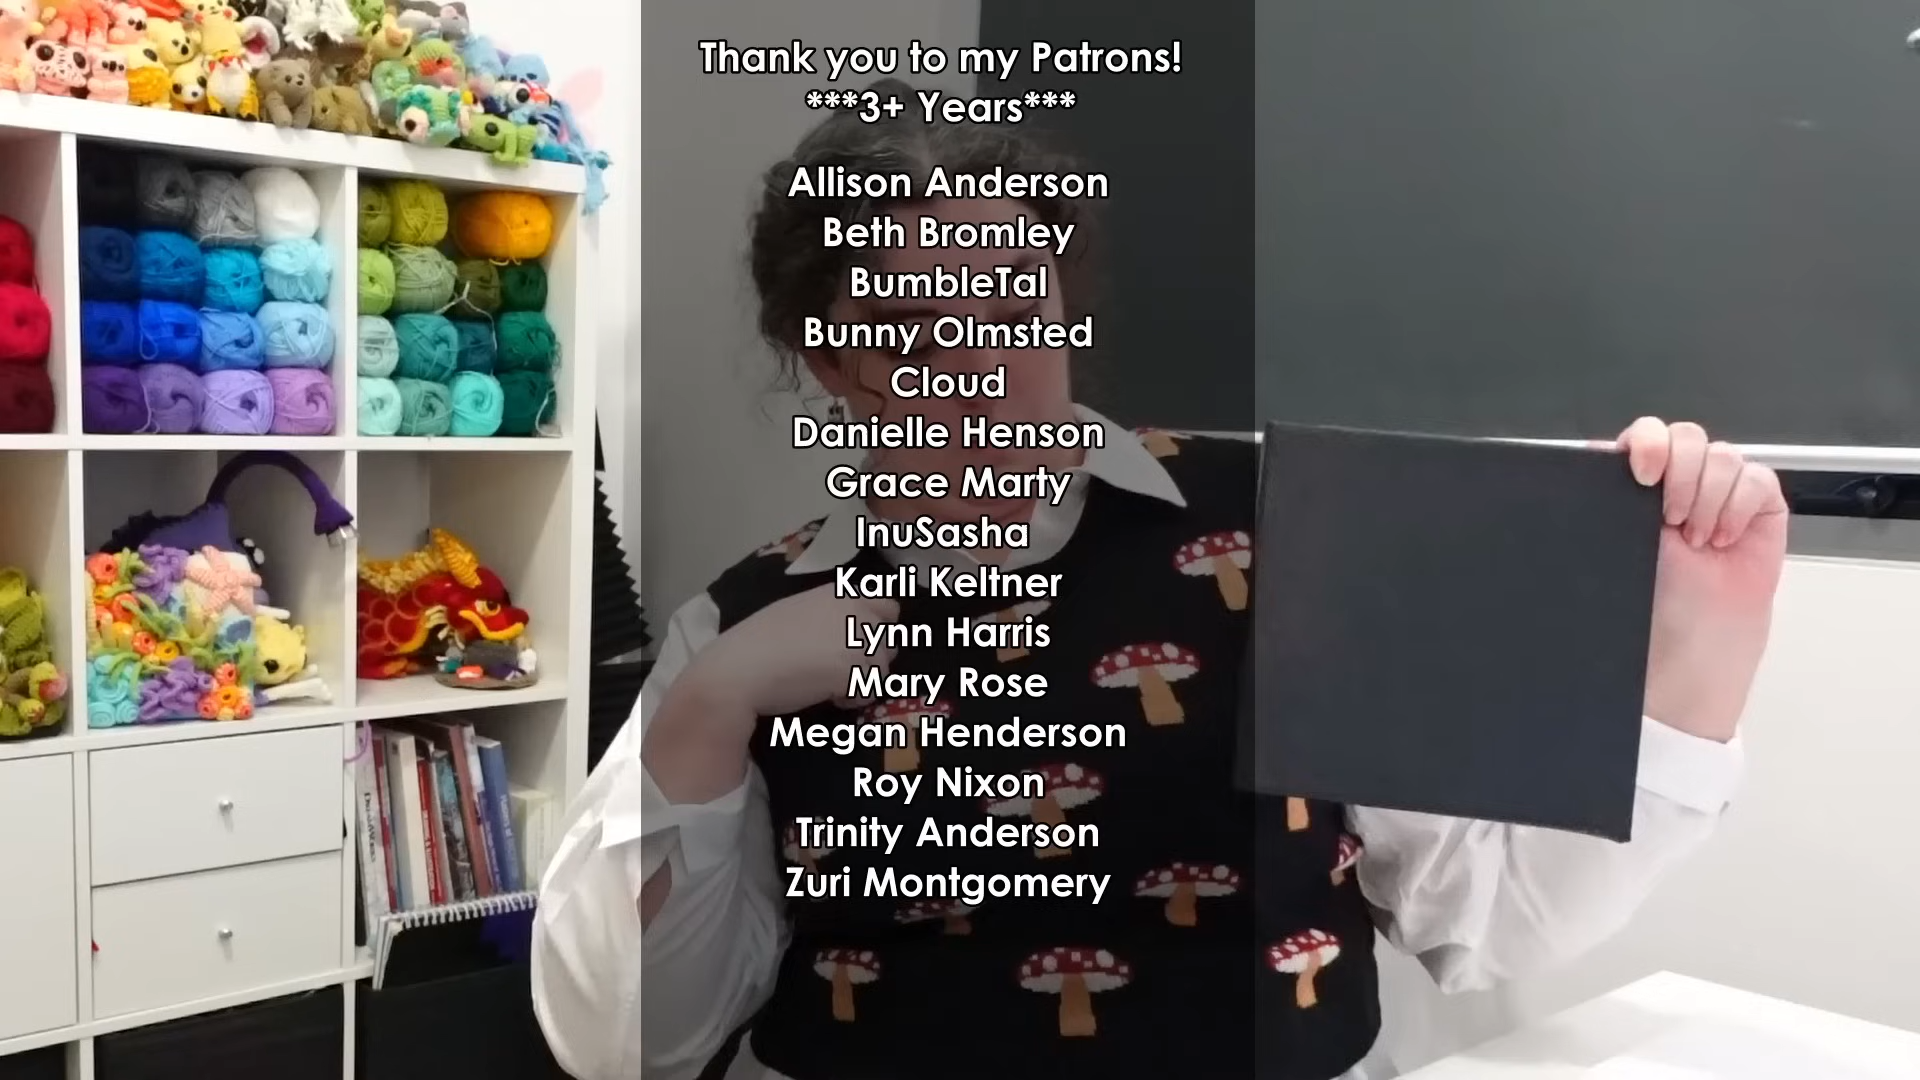 Thank you to my Patrons!
***3+ Years***
Allison Anderson
Beth Bromley
BumbleTal
Bunny Olmsted
Cloud
Danielle Henson
Grace Marty
InuSasha
Karli Keltner
Lynn Harris
Mary Rose
Megan Henderson
Roy Nixon
Trinity Anderson
Zuri Montgomery